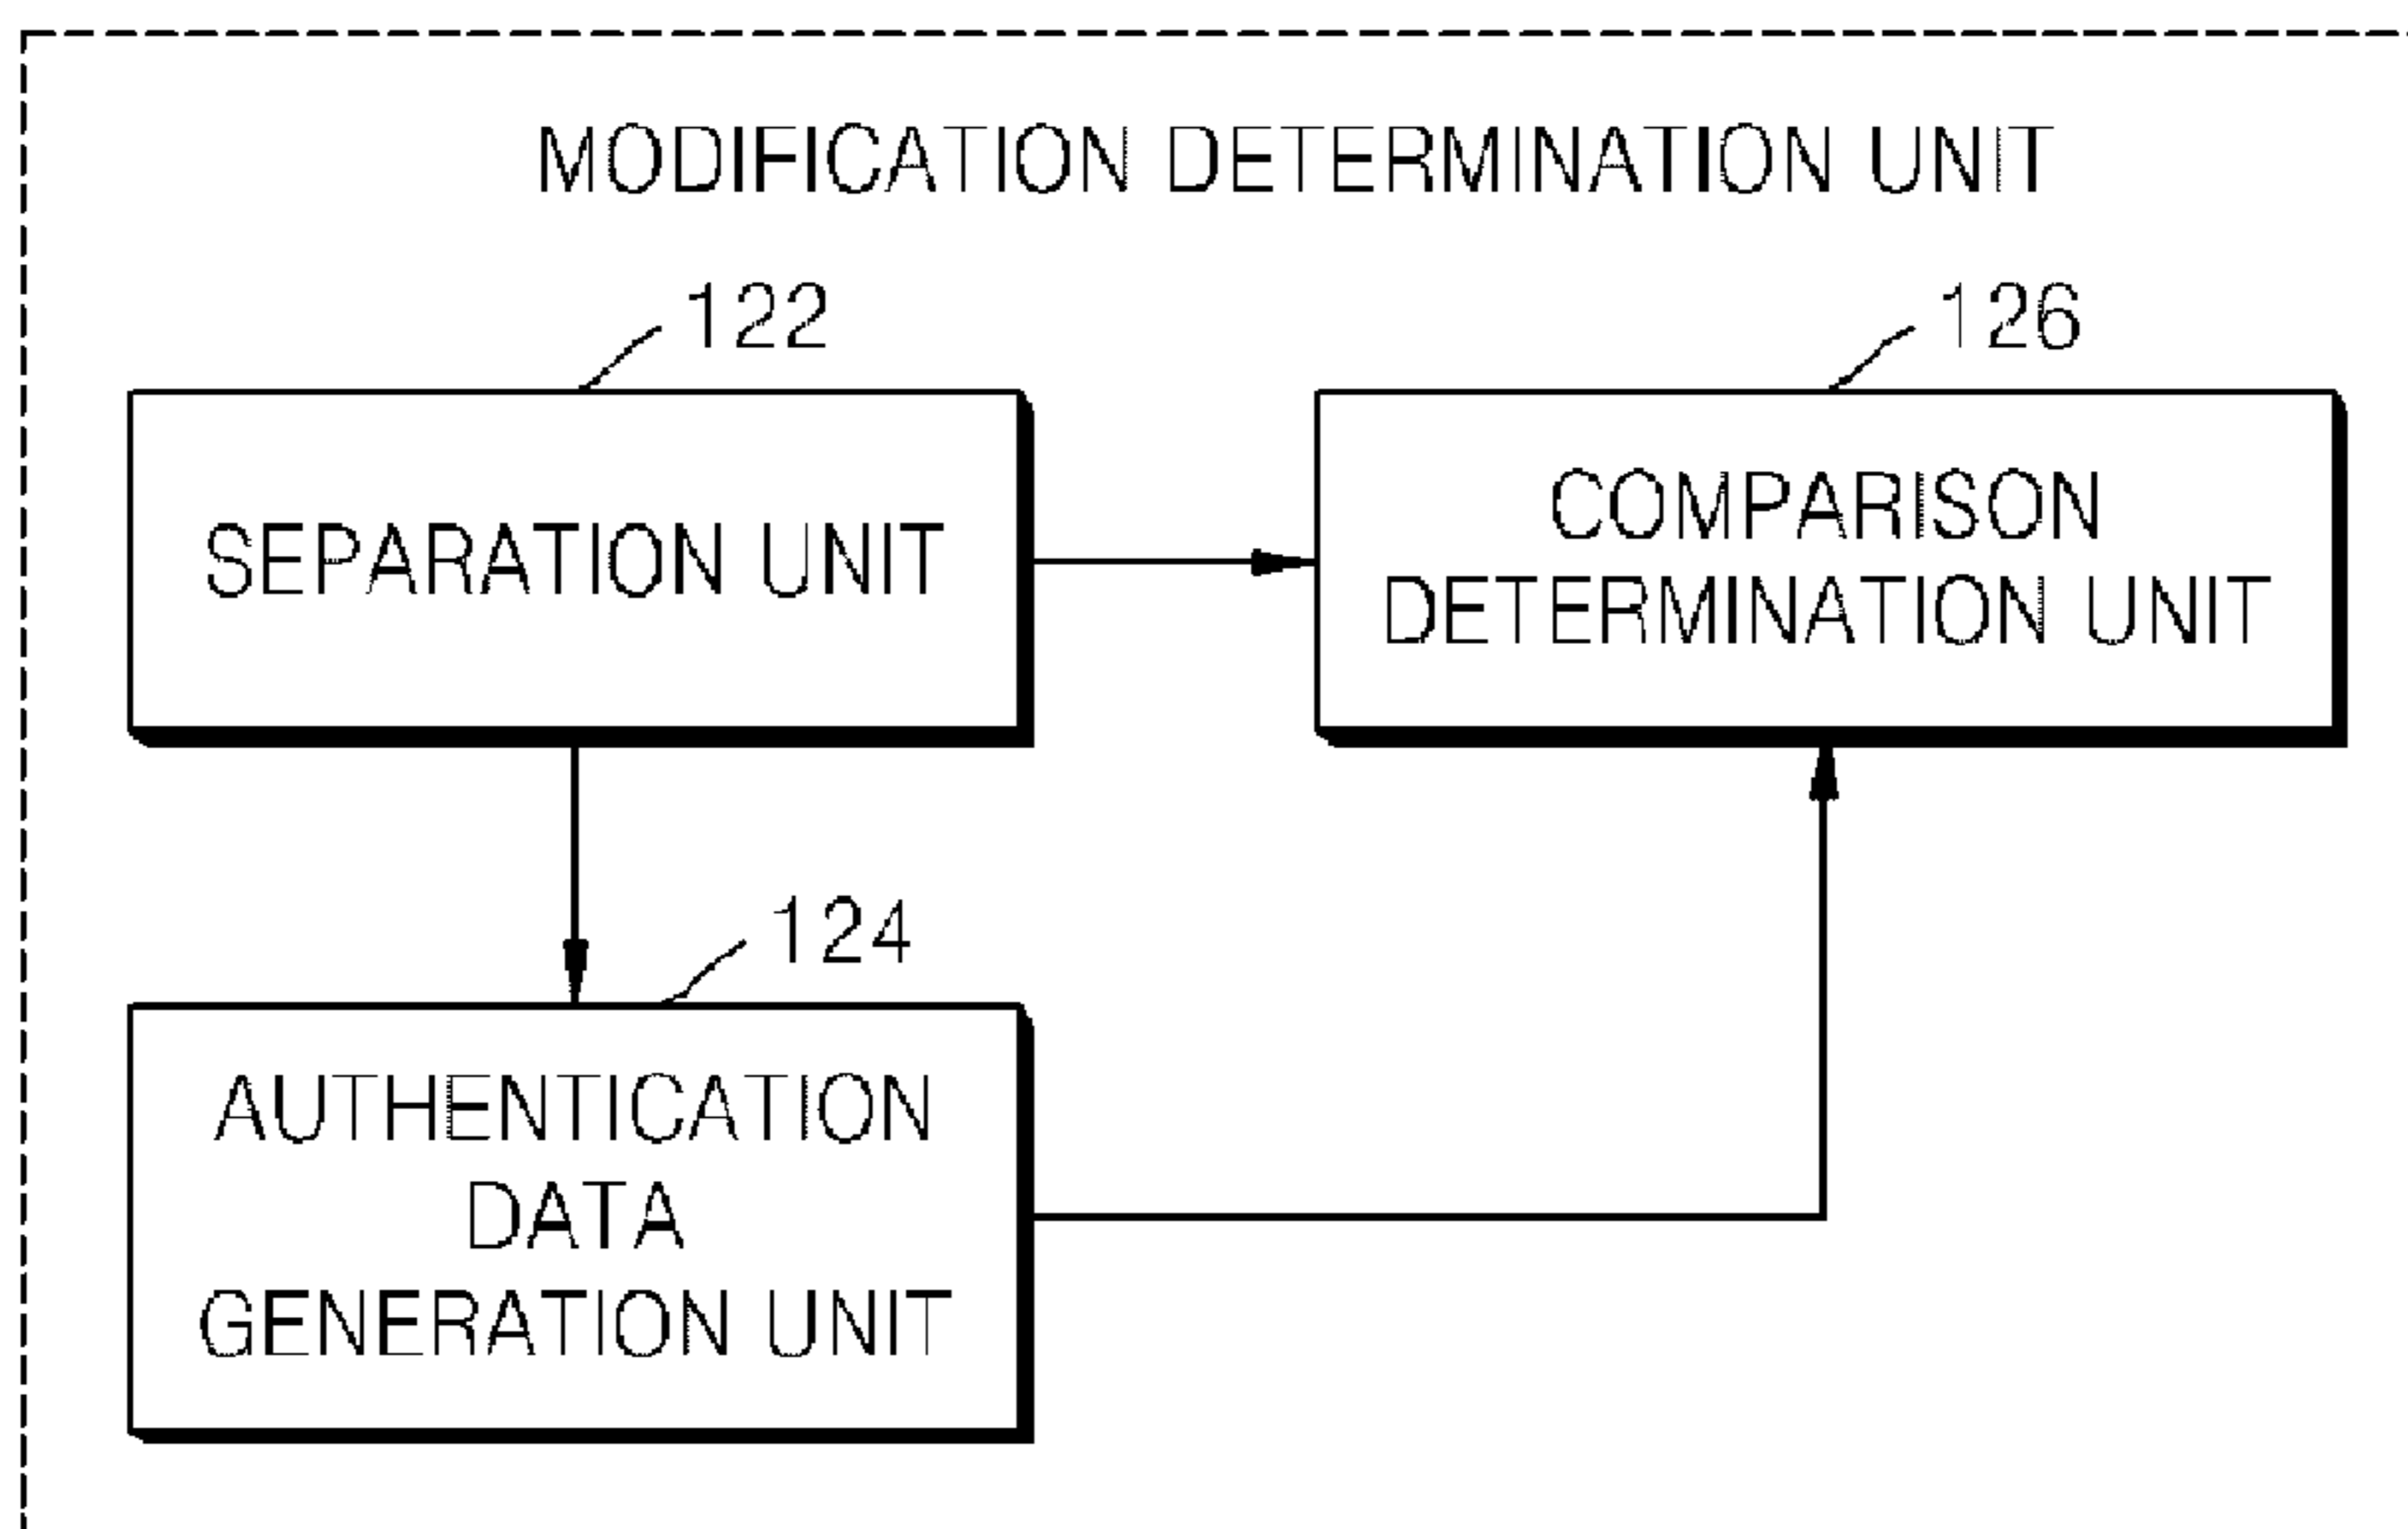 MODIFICATION DETERMINATION UNIT
122
SEPARATION UNIT
126
COMPARISON
DETERMINATION UNIT
124
AUTHENTICATION
DATA
GENERATION UNIT